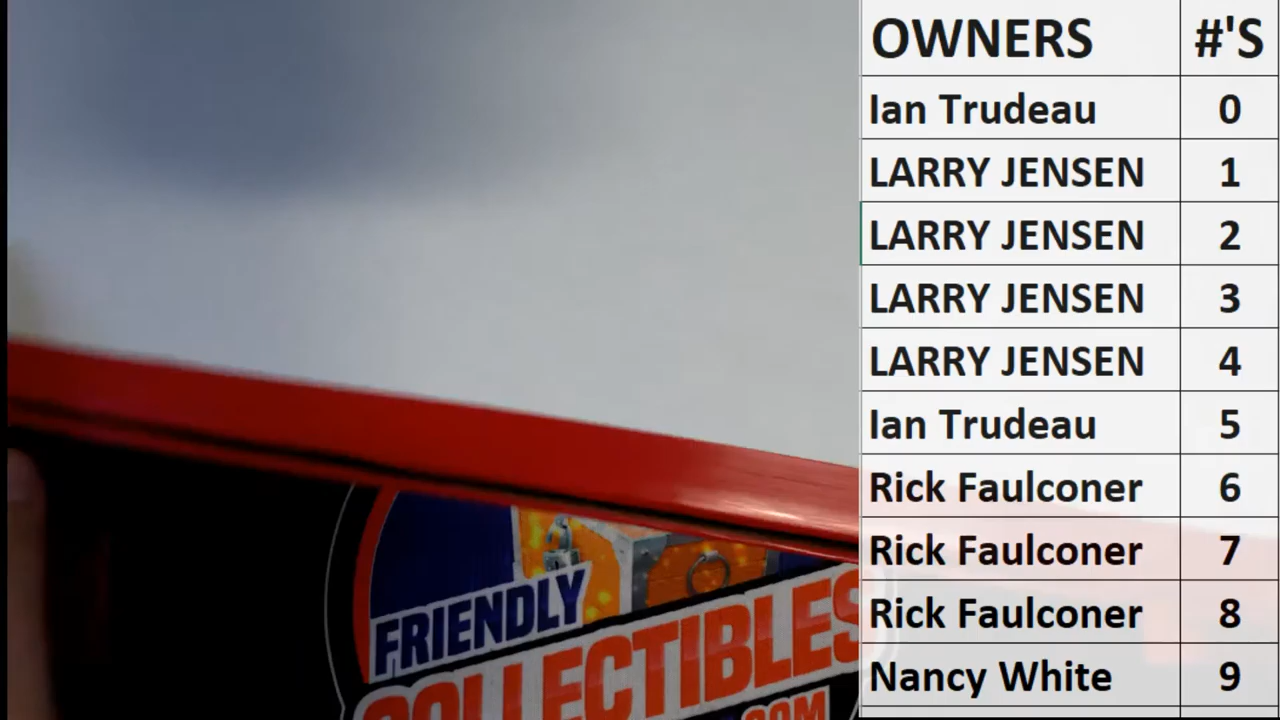 OWNERS #'S
Ian Trudeau 0
LARRY JENSEN 1
LARRY JENSEN 2
LARRY JENSEN 3
LARRY JENSEN 4
Ian Trudeau 5
Rick Faulconer 6
Rick Faulconer 7
Rick Faulconer 8
Nancy White 9
FRIENDLY
COLLECTIBLES
.COM